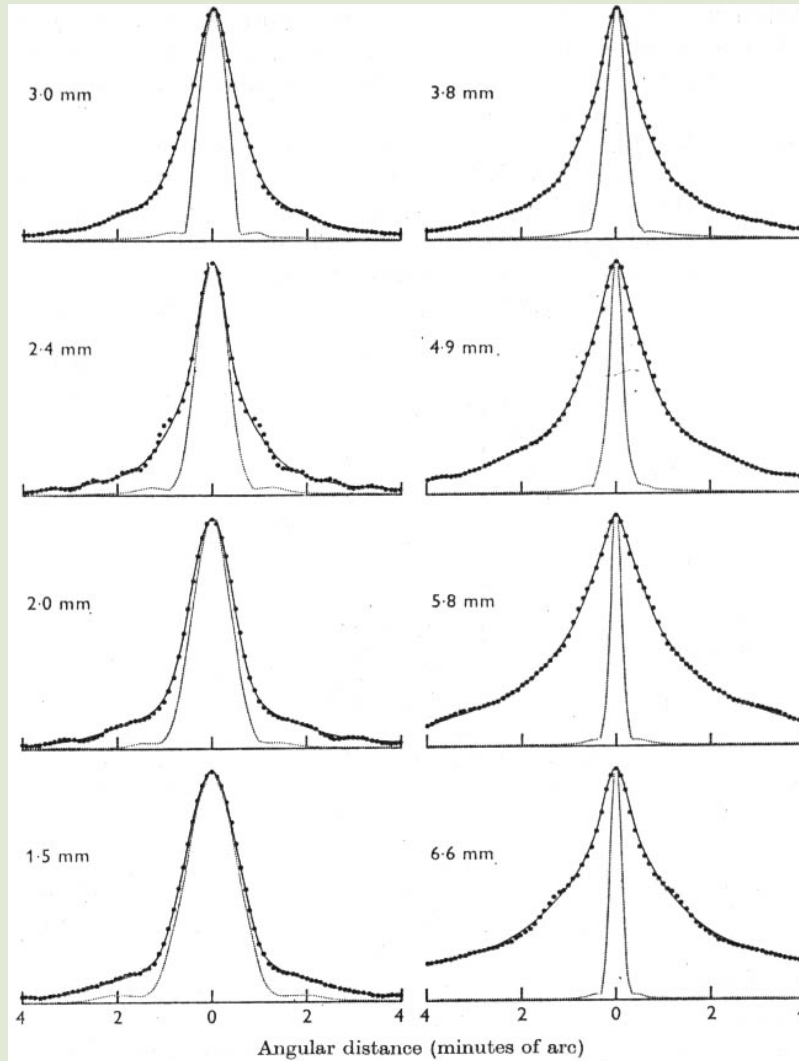 3·0 mm
3·8 mm
2·4 mm
4·9 mm
2·0 mm
5·8 mm
1·5 mm
6·6 mm
4 2 0 2 4 4 2 0 2 4
Angular distance (minutes of arc)